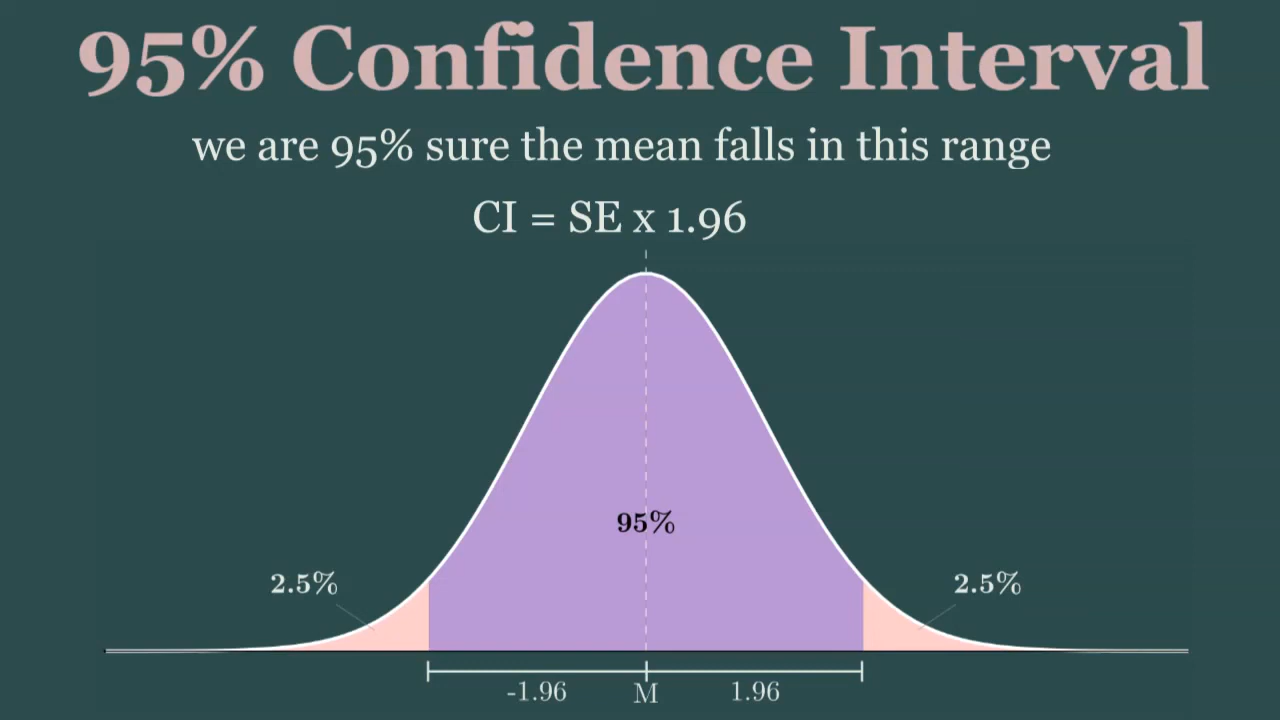 95% Confidence Interval
we are 95% sure the mean falls in this range
CI = SE x 1.96
95%
2.5%
2.5%
-1.96
M
1.96